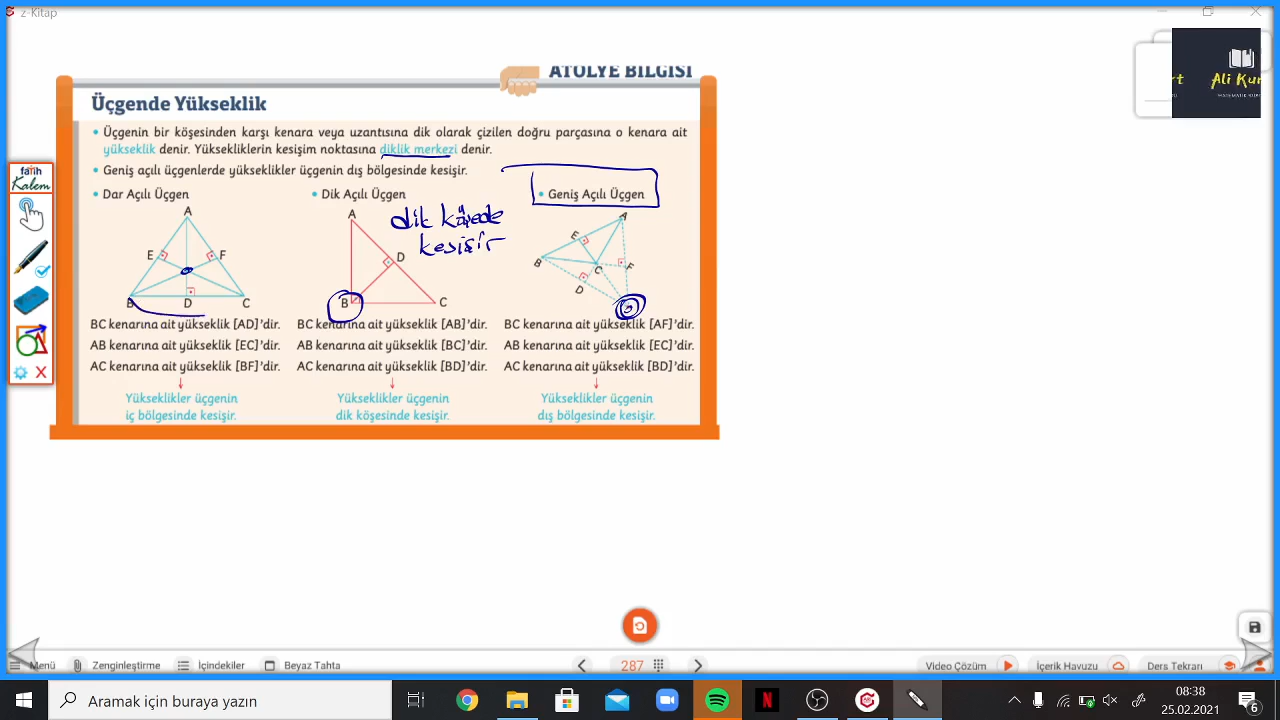 z-Kitap
ATÖLYE BİLGİSİ
Ali Kur
Üçgende Yükseklik
• Üçgenin bir köşesinden karşı kenara veya uzantısına dik olarak çizilen doğru parçasına o kenara ait
yükseklik denir. Yüksekliklerin kesişim noktasına diklik merkezi denir.
• Geniş açılı üçgenlerde yükseklikler üçgenin dış bölgesinde kesişir.
fatih
Kalem
• Dar Açılı Üçgen
• Dik Açılı Üçgen
• Geniş Açılı Üçgen
dik köşede
kesişir
A
E F
B D C
A
D
B C
A
E
B C F
D
BC kenarına ait yükseklik [AD]'dir.
AB kenarına ait yükseklik [EC]'dir.
AC kenarına ait yükseklik [BF]'dir.
Yükseklikler üçgenin
iç bölgesinde kesişir.
BC kenarına ait yükseklik [AB]'dir.
AB kenarına ait yükseklik [BC]'dir.
AC kenarına ait yükseklik [BD]'dir.
Yükseklikler üçgenin
dik köşesinde kesişir.
BC kenarına ait yükseklik [AF]'dir.
AB kenarına ait yükseklik [EC]'dir.
AC kenarına ait yükseklik [BD]'dir.
Yükseklikler üçgenin
dış bölgesinde kesişir.
Menü Zenginleştirme İçindekiler Beyaz Tahta 287 Video Çözüm İçerik Havuzu Ders Tekrarı
Aramak için buraya yazın
08:38
25.02.2021
6